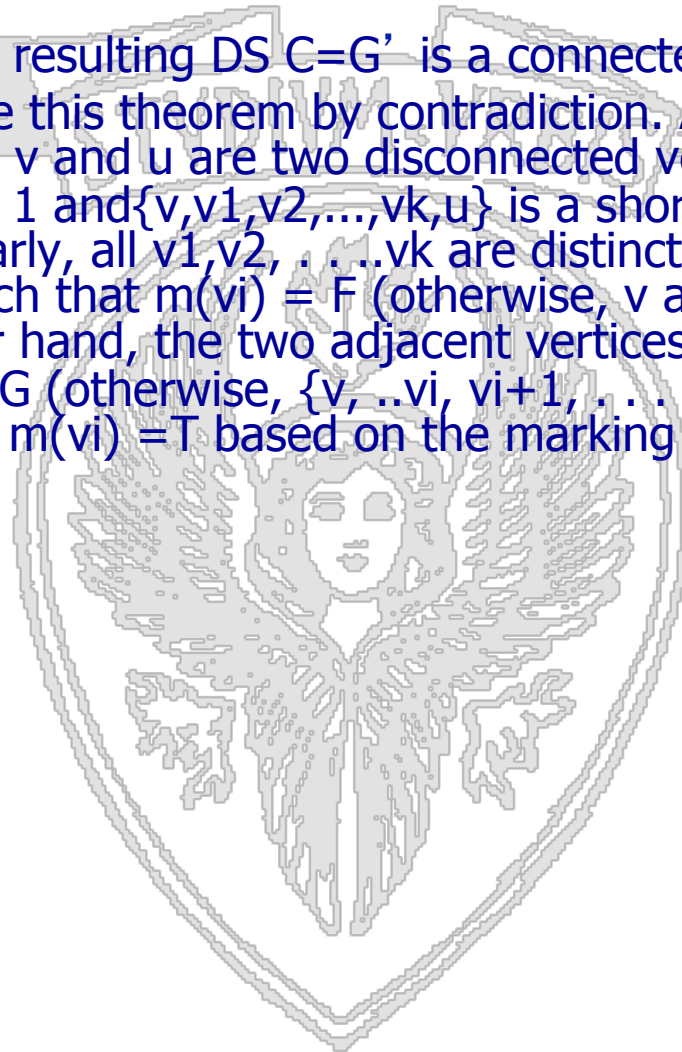 resulting DS C=G’ is a connecte
e this theorem by contradiction.
v and u are two disconnected v
1 and{v,v1,v2,...,vk,u} is a shor
arly, all v1,v2, . . ..vk are distinct
ch that m(vi) = F (otherwise, v a
r hand, the two adjacent vertices
G (otherwise, {v, ..vi, vi+1, . . .
m(vi) =T based on the marking